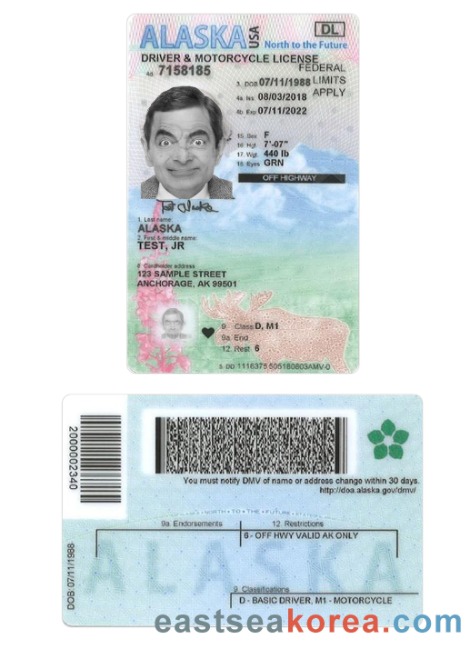 ALASKA USA
DL
North to the Future
DRIVER & MOTORCYCLE LICENSE
FEDERAL LIMITS APPLY
4d 7158185
3. DOB 07/11/1988
4a. Iss 08/03/2018
4b. Exp 07/11/2022
15. Sex F
16. Hgt 7'-07"
17. Wgt 440 lb
18. Eyes GRN
OFF HIGHWAY
1. Last name
ALASKA
2. First & middle name
TEST, JR
8. Cardholder address
123 SAMPLE STREET
ANCHORAGE, AK 99501
9. Class D, M1
9a. End
12. Rest 6
5. DD 1116375 505180803AMV-0
2000002340
You must notify DMV of name or address change within 30 days.
http://doa.alaska.gov/dmv/
NORTH • TO • THE • FUTURE
9a. Endorsements
12. Restrictions
6 - OFF HWY VALID AK ONLY
ALASKA
DOB: 07/11/1988
9. Classifications
D - BASIC DRIVER, M1 - MOTORCYCLE
eastseakorea.com